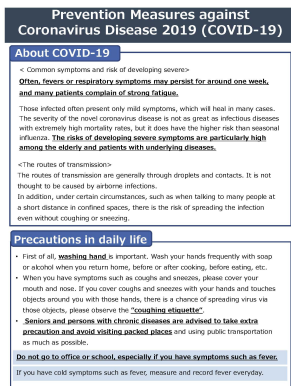 Prevention Measures against
Coronavirus Disease 2019 (COVID-19)
About COVID-19
< Common symptoms and risk of developing severe>
Often, fevers or respiratory symptoms may persist for around one week,
and many patients complain of strong fatigue.
Those infected often present only mild symptoms, which will heal in many cases.
The severity of the novel coronavirus disease is not as great as infectious diseases
with extremely high mortality rates, but it does have the higher risk than seasonal
influenza. The risks of developing severe symptoms are particularly high
among the elderly and patients with underlying diseases.
<The routes of transmission>
The routes of transmission are generally through droplets and contacts. It is not
thought to be caused by airborne infections.
In addition, under certain circumstances, such as when talking to many people at
a short distance in confined spaces, there is the risk of spreading the infection
even without coughing or sneezing.
Precautions in daily life
• First of all, washing hand is important. Wash your hands frequently with soap
or alcohol when you return home, before or after cooking, before eating, etc.
• When you have symptoms such as coughs and sneezes, please cover your
mouth and nose. If you cover coughs and sneezes with your hands and touches
objects around you with those hands, there is a chance of spreading virus via
those objects, please observe the "coughing etiquette".
• Seniors and persons with chronic diseases are advised to take extra
precaution and avoid visiting packed places and using public transportation
as much as possible.
Do not go to office or school, especially if you have symptoms such as fever.
If you have cold symptoms such as fever, measure and record fever everyday.